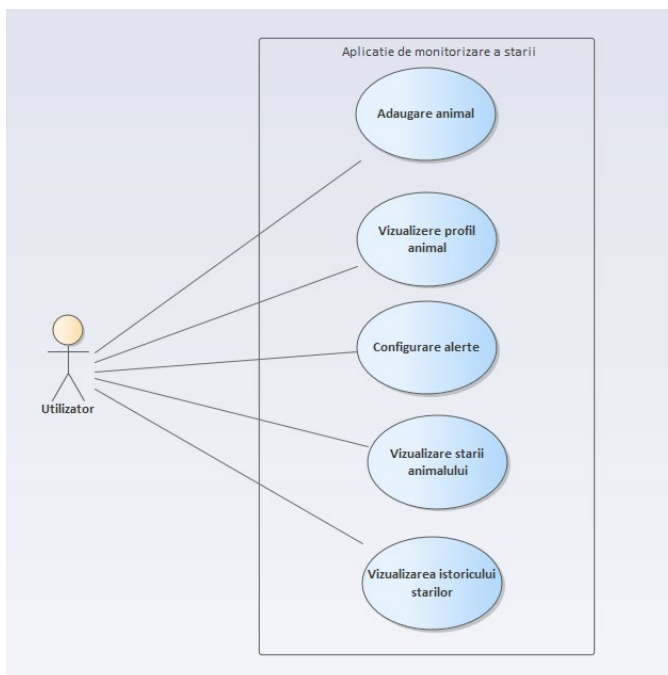 Aplicatie de monitorizare a starii
Adaugare animal
Vizualizere profil
animal
Configurare alerte
Utilizator
Vizualizare starii
animalului
Vizualizarea istoricului
starilor